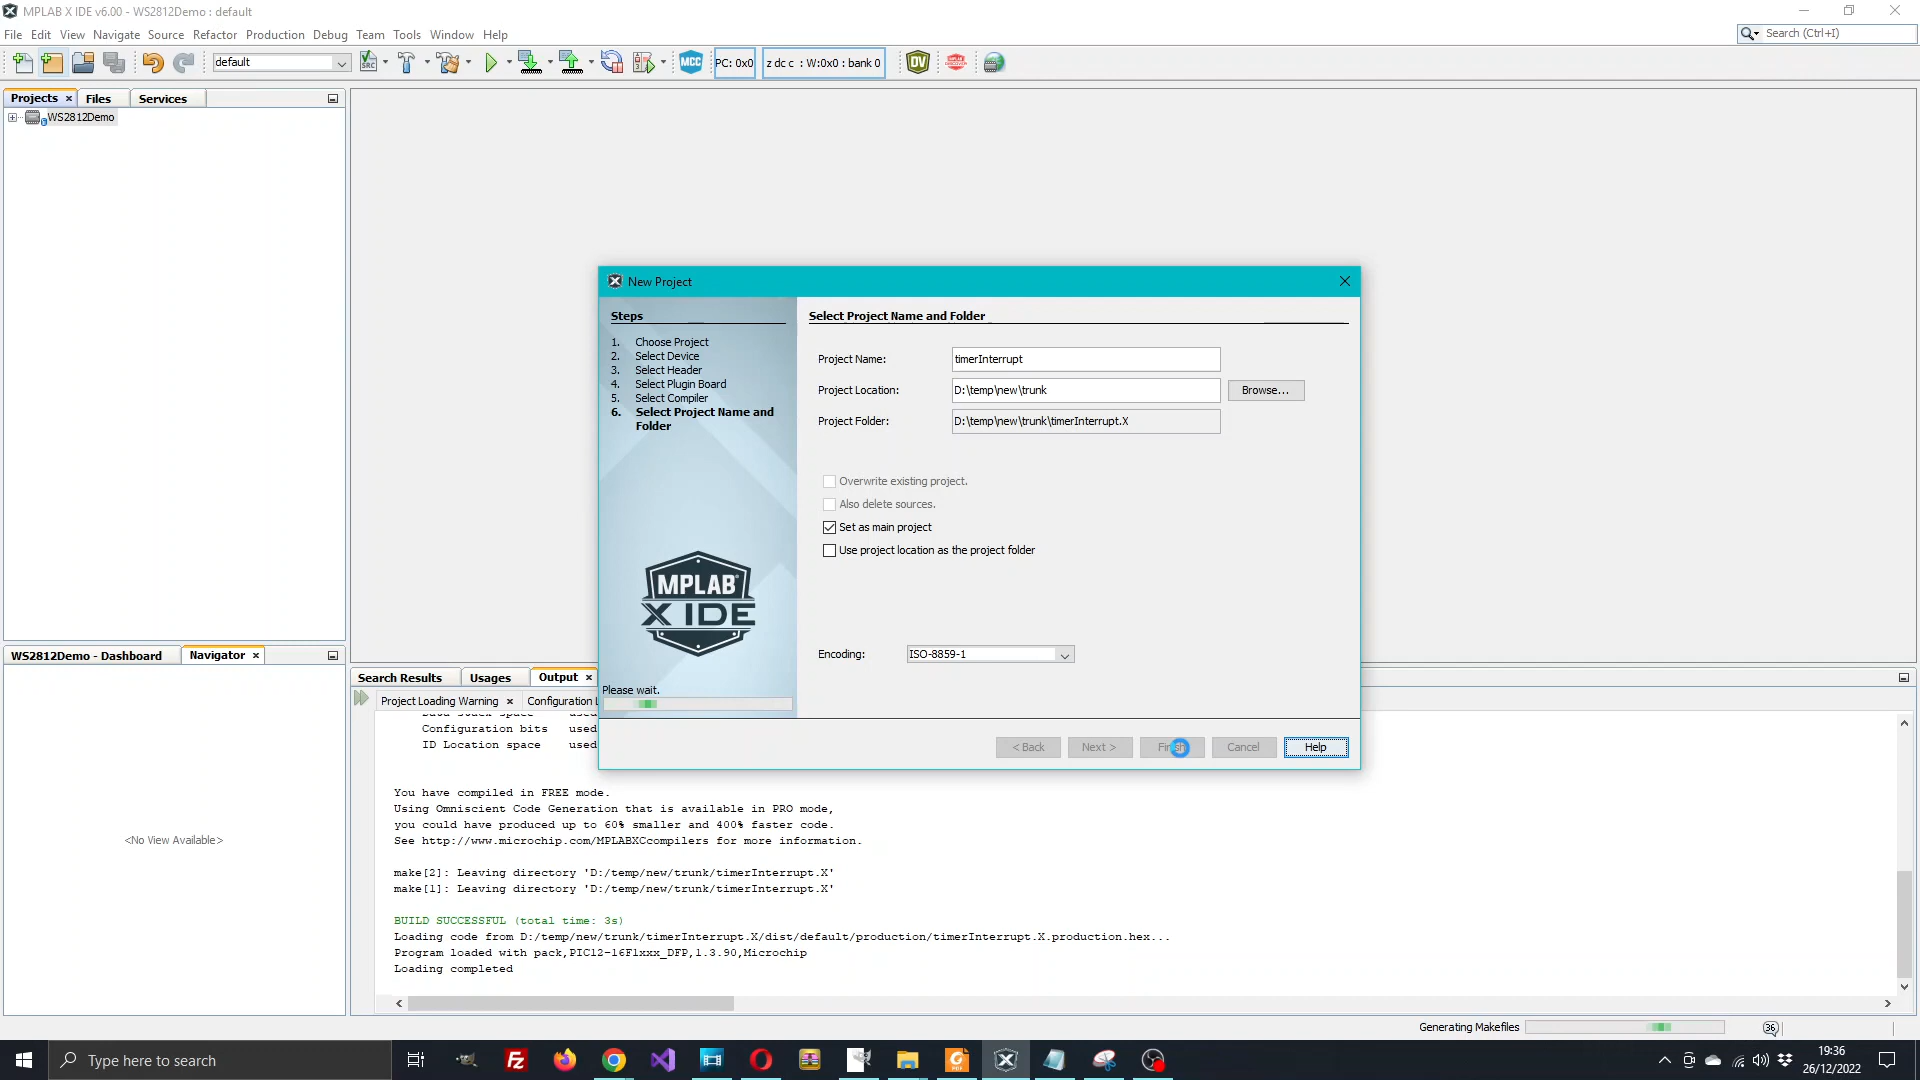 MPLAB X IDE v6.00 - WS2812Demo : default
File Edit View Navigate Source Refactor Production Debug Team Tools Window Help
Search (Ctrl+I)
default
SRC
MCC
PC: 0x0
z dc c : W:0x0 : bank 0
DV
Projects × Files Services
WS2812Demo
New Project
Steps
1. Choose Project
2. Select Device
3. Select Header
4. Select Plugin Board
5. Select Compiler
6. Select Project Name and
Folder
MPLAB
X IDE
Please wait.
Select Project Name and Folder
Project Name: timerInterrupt
Project Location: D:\temp\new\trunk Browse...
Project Folder: D:\temp\new\trunk\timerInterrupt.X
Overwrite existing project.
Also delete sources.
Set as main project
Use project location as the project folder
Encoding: ISO-8859-1
< Back Next > Cancel Help
WS2812Demo - Dashboard Navigator ×
<No View Available>
Search Results Usages Output ×
Project Loading Warning × Configuration
Configuration bits used
ID Location space used
You have compiled in FREE mode.
Using Omniscient Code Generation that is available in PRO mode,
you could have produced up to 60% smaller and 400% faster code.
See http://www.microchip.com/MPLABXCcompilers for more information.
make[2]: Leaving directory 'D:/temp/new/trunk/timerInterrupt.X'
make[1]: Leaving directory 'D:/temp/new/trunk/timerInterrupt.X'
BUILD SUCCESSFUL (total time: 3s)
Loading code from D:/temp/new/trunk/timerInterrupt.X/dist/default/production/timerInterrupt.X.production.hex...
Program loaded with pack,PIC12-16F1xxx_DFP,1.3.90,Microchip
Loading completed
Generating Makefiles
36
Type here to search
19:36
26/12/2022